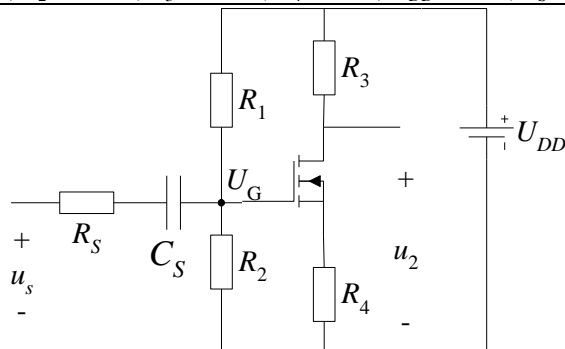 R3
R1
UDD
+
-
UG
+
RS
CS
+
us
-
R2
u2
R4
-